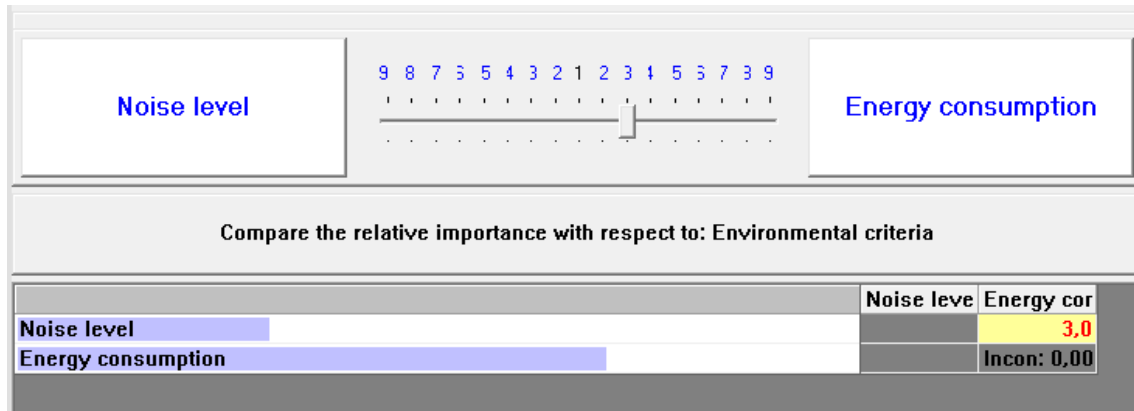 9 8 7 6 5 4 3 2 1 2 3 4 5 6 7 8 9
Noise level
Energy consumption
Compare the relative importance with respect to: Environmental criteria
Noise leve Energy cor
Noise level 3,0
Energy consumption Incon: 0,00